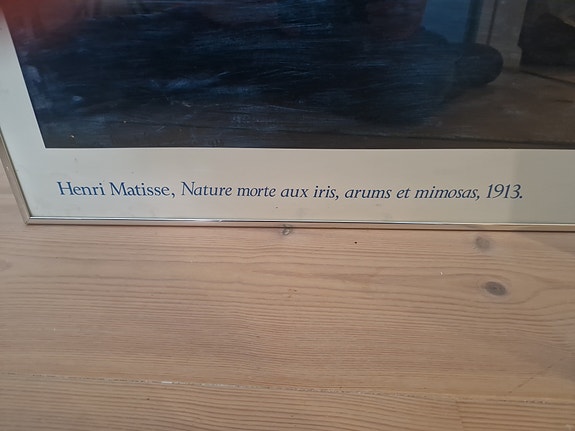 Henri Matisse, Nature morte aux iris, arums et mimosas, 1913.